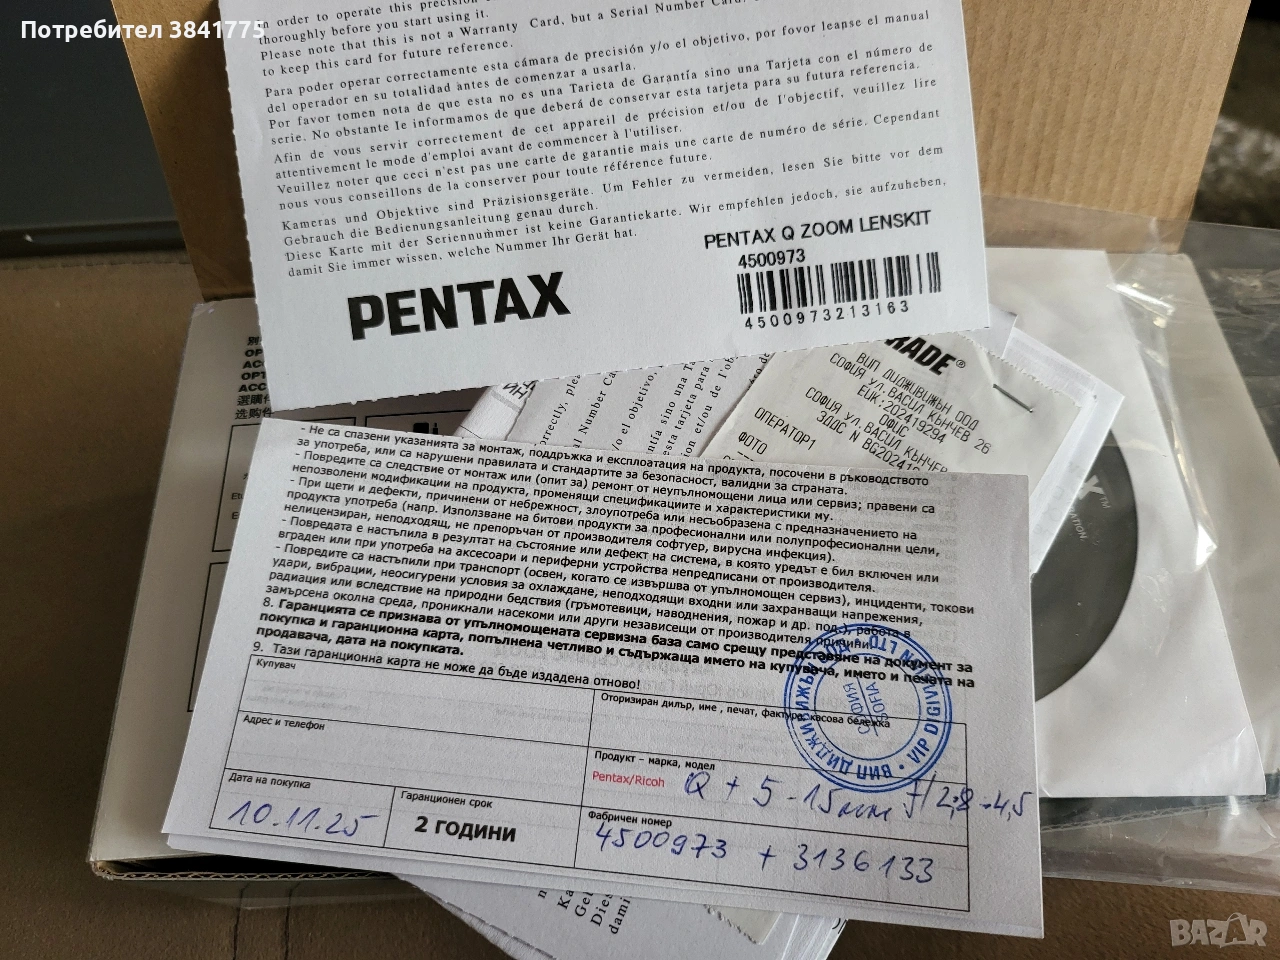 Потребител 3841775
in order to operate this precision
thoroughly before you start using it.
Please note that this is not a Warranty Card, but a Serial Number Card.
to keep this card for future reference.
Para poder operar correctamente esta cámara de precisión y/o el objetivo, por favor leapse el manual
del operador en su totalidad antes de comenzar a usarla.
Por favor tomen nota de que esta no es una Tarjeta de Garantía sino una Tarjeta con el número de
serie. No obstante le informamos de que deberá de conservar esta tarjeta para su futura referencia.
Afin de vous servir correctement de cet appareil de précision et/ou de l'objectif, veuillez lire
attentivement le mode d'emploi avant de commencer à l'utiliser.
Veuillez noter que ceci n'est pas une carte de garantie mais une carte de numéro de série. Cependant
nous vous conseillons de la conserver pour toute référence future.
Kameras und Objektive sind Präzisionsgeräte. Um Fehler zu vermeiden, lesen Sie bitte vor dem
Gebrauch die Bedienungsanleitung genau durch.
Diese Karte mit der Seriennummer ist keine Garantiekarte. Wir empfehlen jedoch, sie aufzuheben,
damit Sie immer wissen, welche Nummer Ihr Gerät hat.
PENTAX Q ZOOM LENSKIT
4500973
4500973213163
PENTAX
RADE®
ВИП ДИДЖИВИЖЪН ООД
СОФИЯ УЛ.ВАСИЛ КЪНЧЕВ 26
ЕИК:202419294
ОФИС
СОФИЯ УЛ.ВАСИЛ КЪНЧЕВ
ЗДДС N BG202419
ОПЕРАТОР1
ФОТО
- Не са спазени указанията за монтаж, поддръжка и експлоатация на продукта, посочени в ръководството
за употреба, или са нарушени правилата и стандартите за безопасност, валидни за страната.
- Повредите са следствие от монтаж или (опит за) ремонт от неупълномощени лица или сервиз; правени са
непозволени модификации на продукта, променящи спецификациите и характеристики му.
- При щети и дефекти, причинени от небрежност, злоупотреба или несъобразена с предназначението на
продукта употреба (напр. Използване на битови продукти за професионални или полупрофесионални цели,
нелицензиран, неподходящ, не препоръчан от производителя софтуер, вирусна инфекция).
- Повредата е настъпила в резултат на състояние или дефект на система, в която уредът е бил включен или
вграден или при употреба на аксесоари и периферни устройства непредписани от производителя.
- Повредите са настъпили при транспорт (освен, когато се извършва от упълномощен сервиз), инциденти, токови
удари, вибрации, неосигурени условия за охлаждане, неподходящи входни или захранващи напрежения,
радиация или вследствие на природни бедствия (гръмотевици, наводнения, пожар и др. под.), работа в
замърсена околна среда, проникнали насекоми или други независещи от производителя причини.
8. Гаранцията се признава от упълномощената сервизна база само срещу представяне на документ за
покупка и гаранционна карта, попълнена четливо и съдържаща името на купувача, името и печата на
продавача, дата на покупката.
9. Тази гаранционна карта не може да бъде издадена отново!
Купувач
Оторизиран дилър, име , печат, фактура, касова бележка
Адрес и телефон
Продукт – марка, модел
Pentax/Ricoh Q + 5-15mm f/2,8-4,5
Дата на покупка
10.11.25
Гаранционен срок
2 ГОДИНИ
Фабричен номер
4500973 + 3136133
СОФИЯ
SOFIA
BAZAR